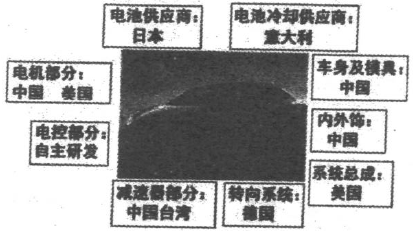 电池供应商：
日本
电池冷却供应商：
意大利
电机部分：
中国 美国
车身及模具：
中国
电控部分：
自主研发
内外饰：
中国
减速器部分：
中国台湾
转向系统：
德国
系统总成：
美国